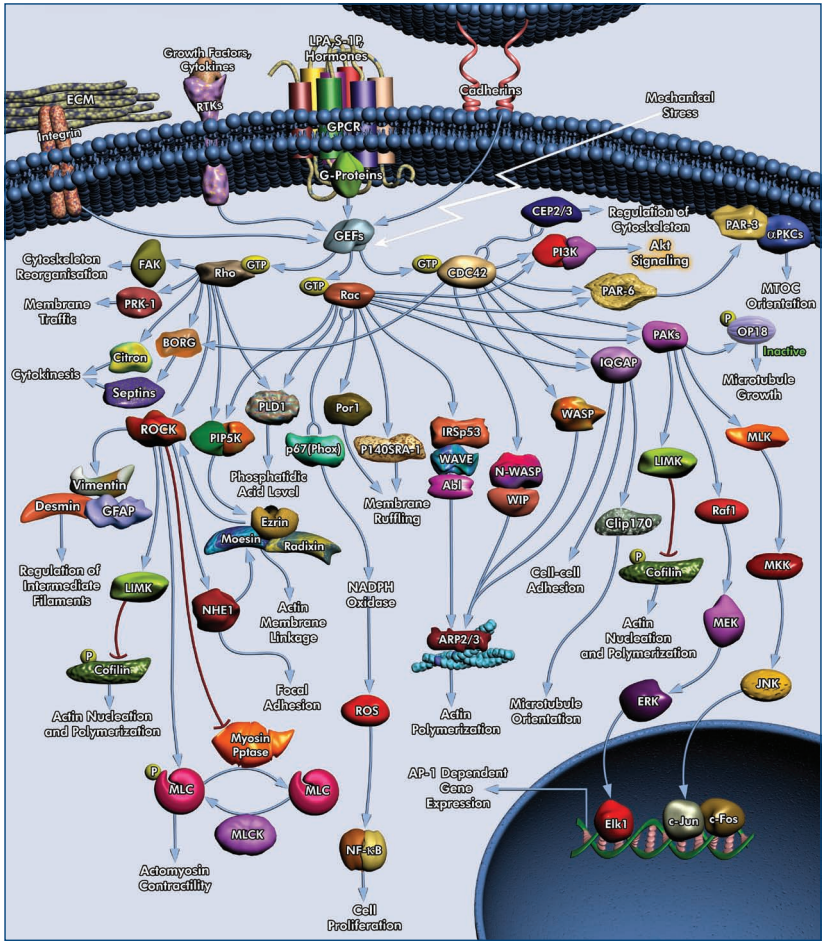 LPA,S-1P,
Hormones
Growth Factors,
Cytokines
ECM
RTKs
Cadherins
Mechanical
Stress
Integrin
GPCR
G-Proteins
GEFs
CEP2/3
Regulation of
Cytoskeleton
PAR-3
αPKCs
PI3K
Akt
Signaling
Cytoskeleton
Reorganisation
FAK
Rho
GTP
GTP
Rac
GTP
CDC42
PAR-6
MTOC
Orientation
Membrane
Traffic
PRK-1
P
OP18
Inactive
Citron
BORG
PAKs
IQGAP
Cytokinesis
Septins
Microtubule
Growth
PLD1
Por1
WASP
ROCK
PIP5K
p67(Phox)
P140SRA-1
IRSp53
WAVE
Abl
N-WASP
WIP
LIMK
MLK
Phosphatidic
Acid Level
Membrane
Ruffling
Vimentin
Desmin
GFAP
Ezrin
Moesin
Radixin
Clip170
Raf1
Regulation of
Intermediate
Filaments
LIMK
NHE1
Actin
Membrane
Linkage
NADPH
Oxidase
Cell-cell
Adhesion
P
Cofilin
MKK
Actin
Nucleation
and Polymerization
MEK
ARP2/3
P
Cofilin
Focal
Adhesion
ROS
Actin
Polymerization
Microtubule
Orientation
ERK
JNK
Actin Nucleation
and Polymerization
Myosin
Pptase
P
MLC
MLC
MLCK
AP-1 Dependent
Gene
Expression
Elk1
c-Jun
c-Fos
NF-κB
Actomyosin
Contractility
Cell
Proliferation